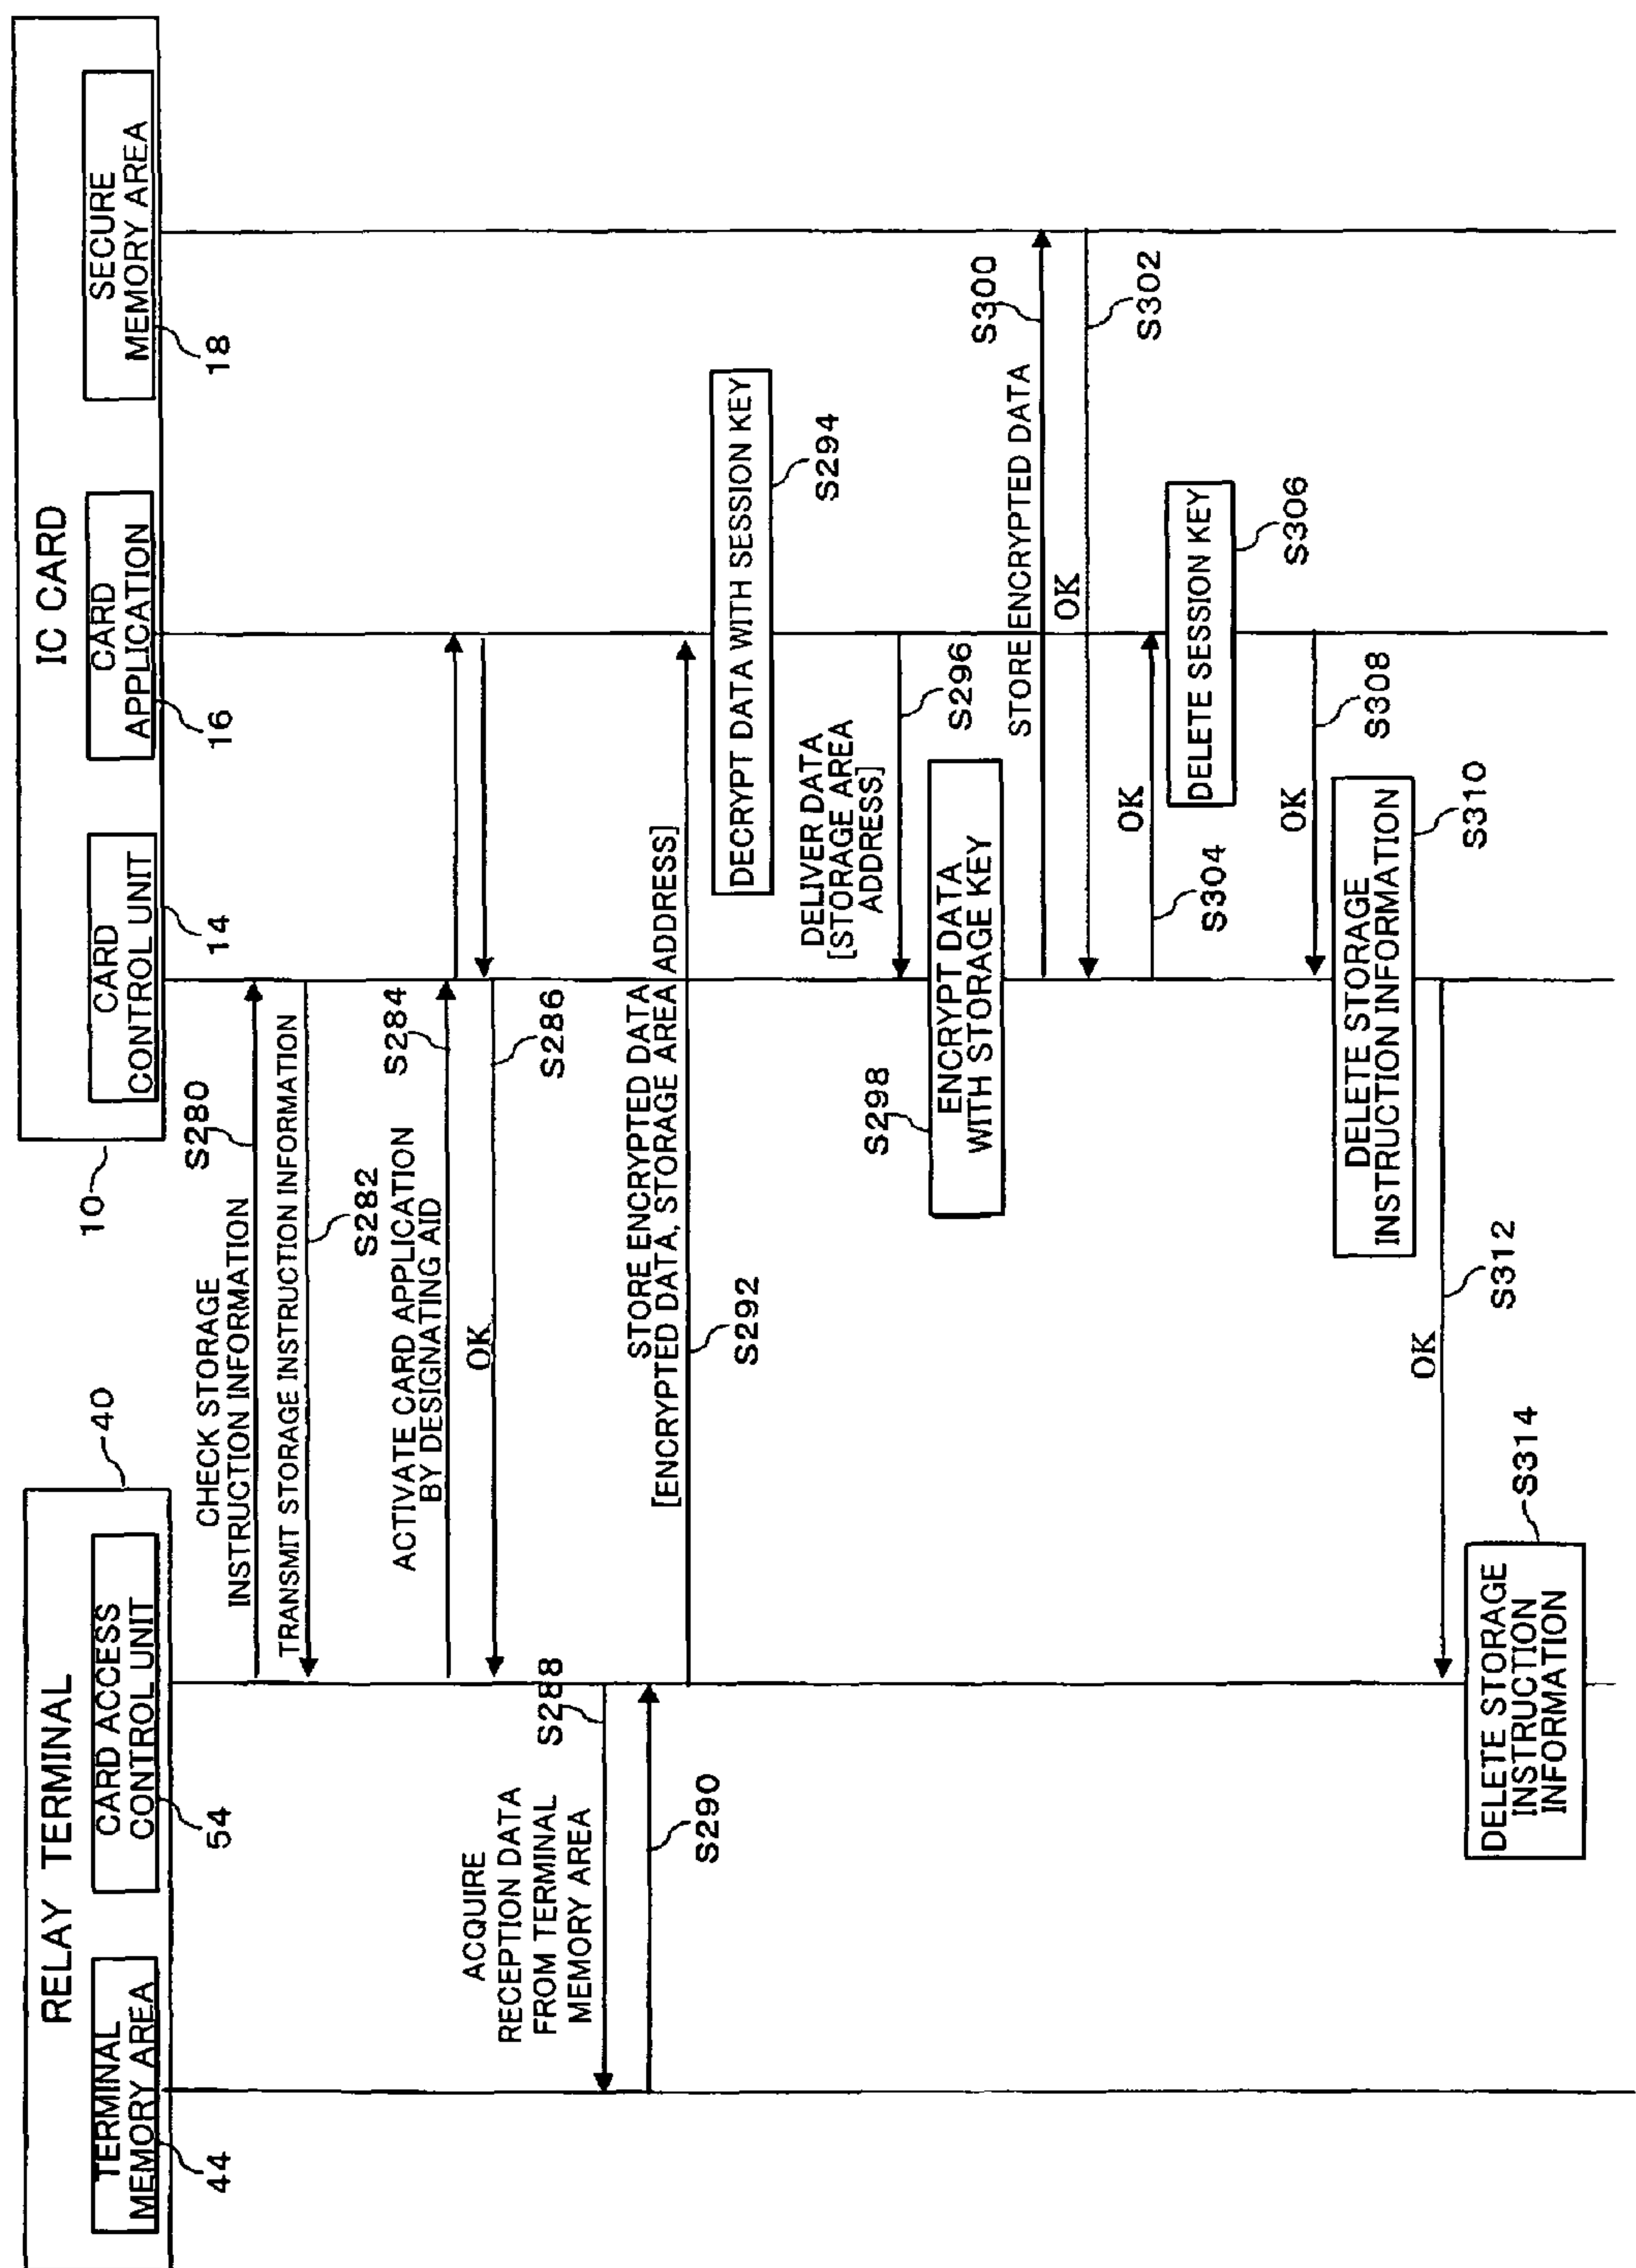 RELAY TERMINAL
40
TERMINAL
MEMORY AREA
44
CARD ACCESS
CONTROL UNIT
54
IC CARD
10
CARD
CONTROL UNIT
14
CARD
APPLICATION
16
SECURE
MEMORY AREA
18
CHECK STORAGE
INSTRUCTION INFORMATION
S280
TRANSMIT STORAGE INSTRUCTION INFORMATION
S282
ACTIVATE CARD APPLICATION
BY DESIGNATING AID
S284
OK
S286
ACQUIRE
RECEPTION DATA
FROM TERMINAL
MEMORY AREA
S288
S290
STORE ENCRYPTED DATA
[ENCRYPTED DATA, STORAGE AREA ADDRESS]
S292
DECRYPT DATA WITH SESSION KEY
S294
DELIVER DATA
[STORAGE AREA
ADDRESS]
S296
ENCRYPT DATA
WITH STORAGE KEY
S298
STORE ENCRYPTED DATA
S300
OK
S302
OK
S304
DELETE SESSION KEY
S306
OK
S308
DELETE STORAGE
INSTRUCTION INFORMATION
S310
OK
S312
DELETE STORAGE
INSTRUCTION
INFORMATION
S314